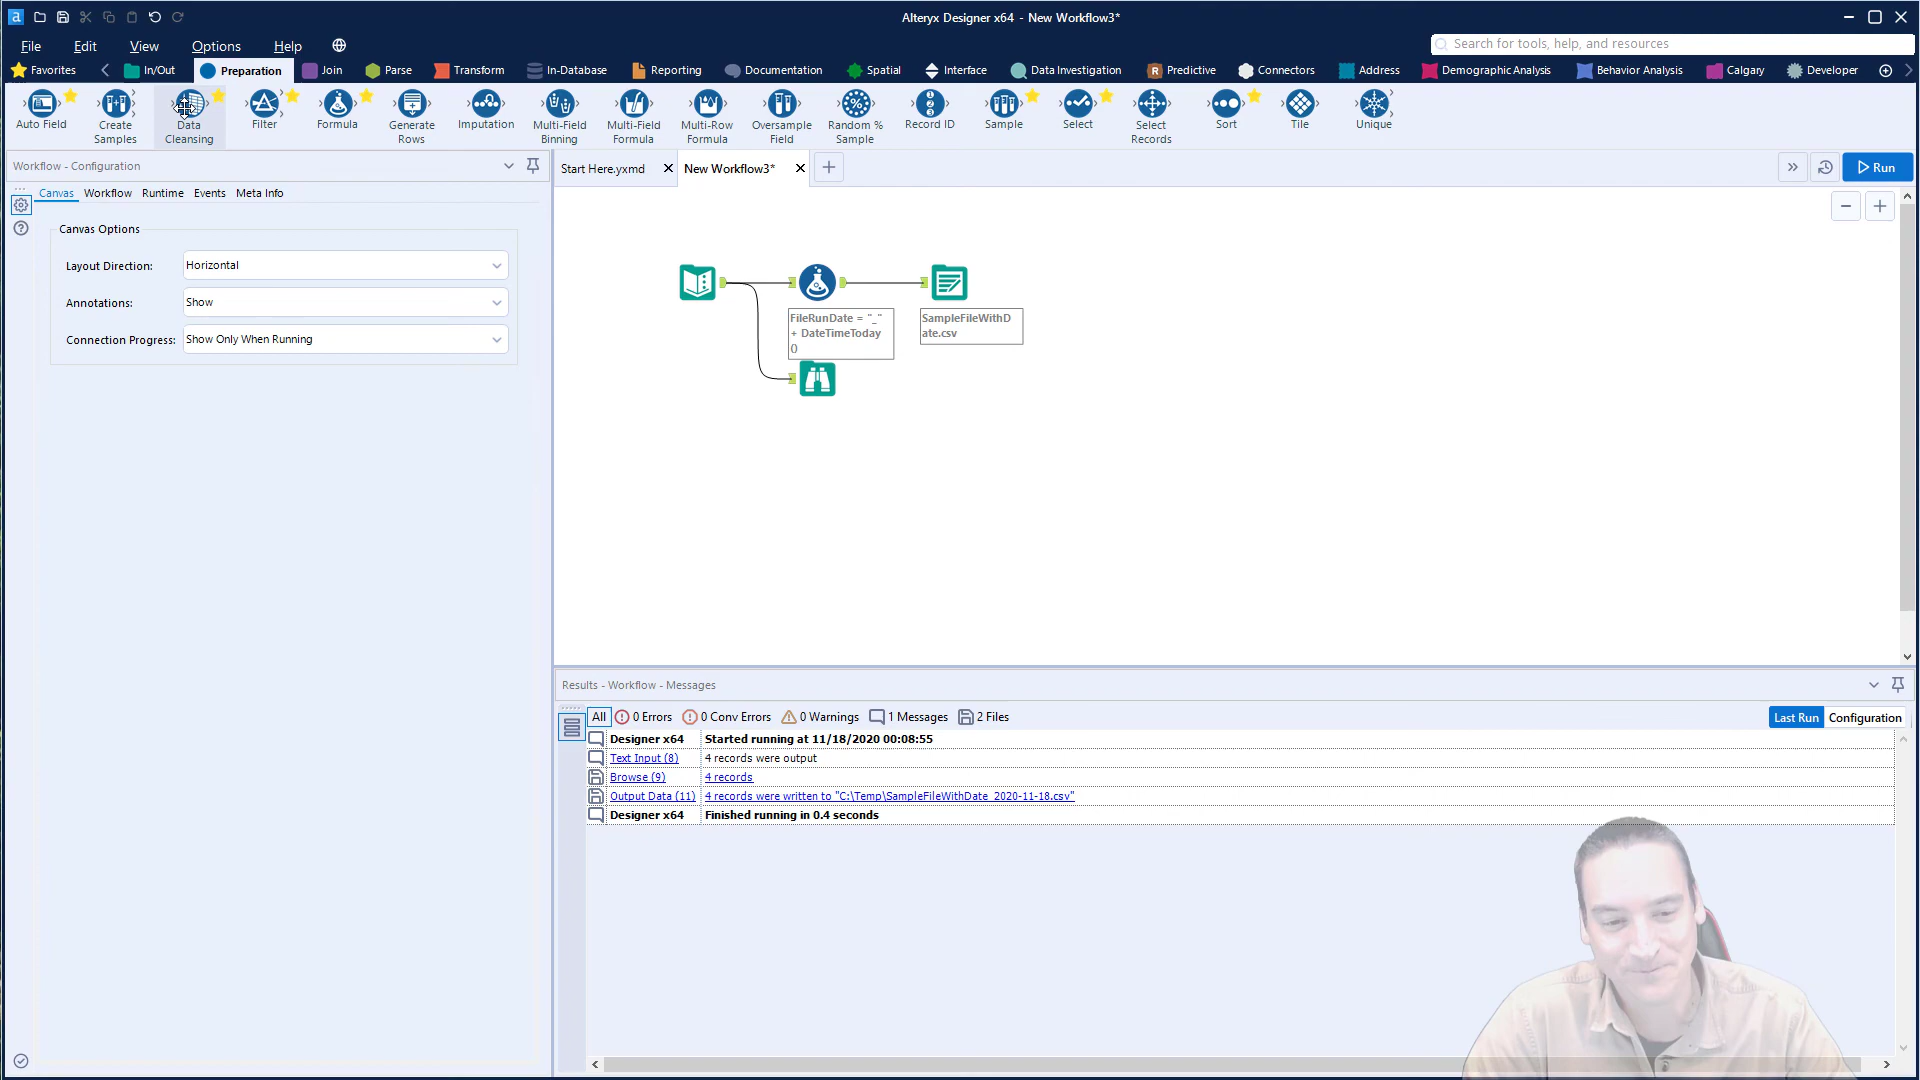 Alteryx Designer x64 - New Workflow3*
File Edit View Options Help
Search for tools, help, and resources
Favorites In/Out Preparation Join Parse Transform In-Database Reporting Documentation Spatial Interface Data Investigation Predictive Connectors Address Demographic Analysis Behavior Analysis Calgary Developer
Auto Field
Create
Samples
Data
Cleansing
Filter
Formula
Generate
Rows
Imputation
Multi-Field
Binning
Multi-Field
Formula
Multi-Row
Formula
Oversample
Field
Random %
Sample
Record ID
Sample
Select
Select
Records
Sort
Tile
Unique
Workflow - Configuration
Start Here.yxmd
New Workflow3*
Run
Canvas Workflow Runtime Events Meta Info
Canvas Options
Layout Direction: Horizontal
Annotations: Show
Connection Progress: Show Only When Running
FileRunDate = "_"
+ DateTimeToday
()
SampleFileWithD
ate.csv
Results - Workflow - Messages
All 0 Errors 0 Conv Errors 0 Warnings 1 Messages 2 Files Last Run Configuration
Designer x64 Started running at 11/18/2020 00:08:55
Text Input (8) 4 records were output
Browse (9) 4 records
Output Data (11) 4 records were written to "C:\Temp\SampleFileWithDate_2020-11-18.csv"
Designer x64 Finished running in 0.4 seconds